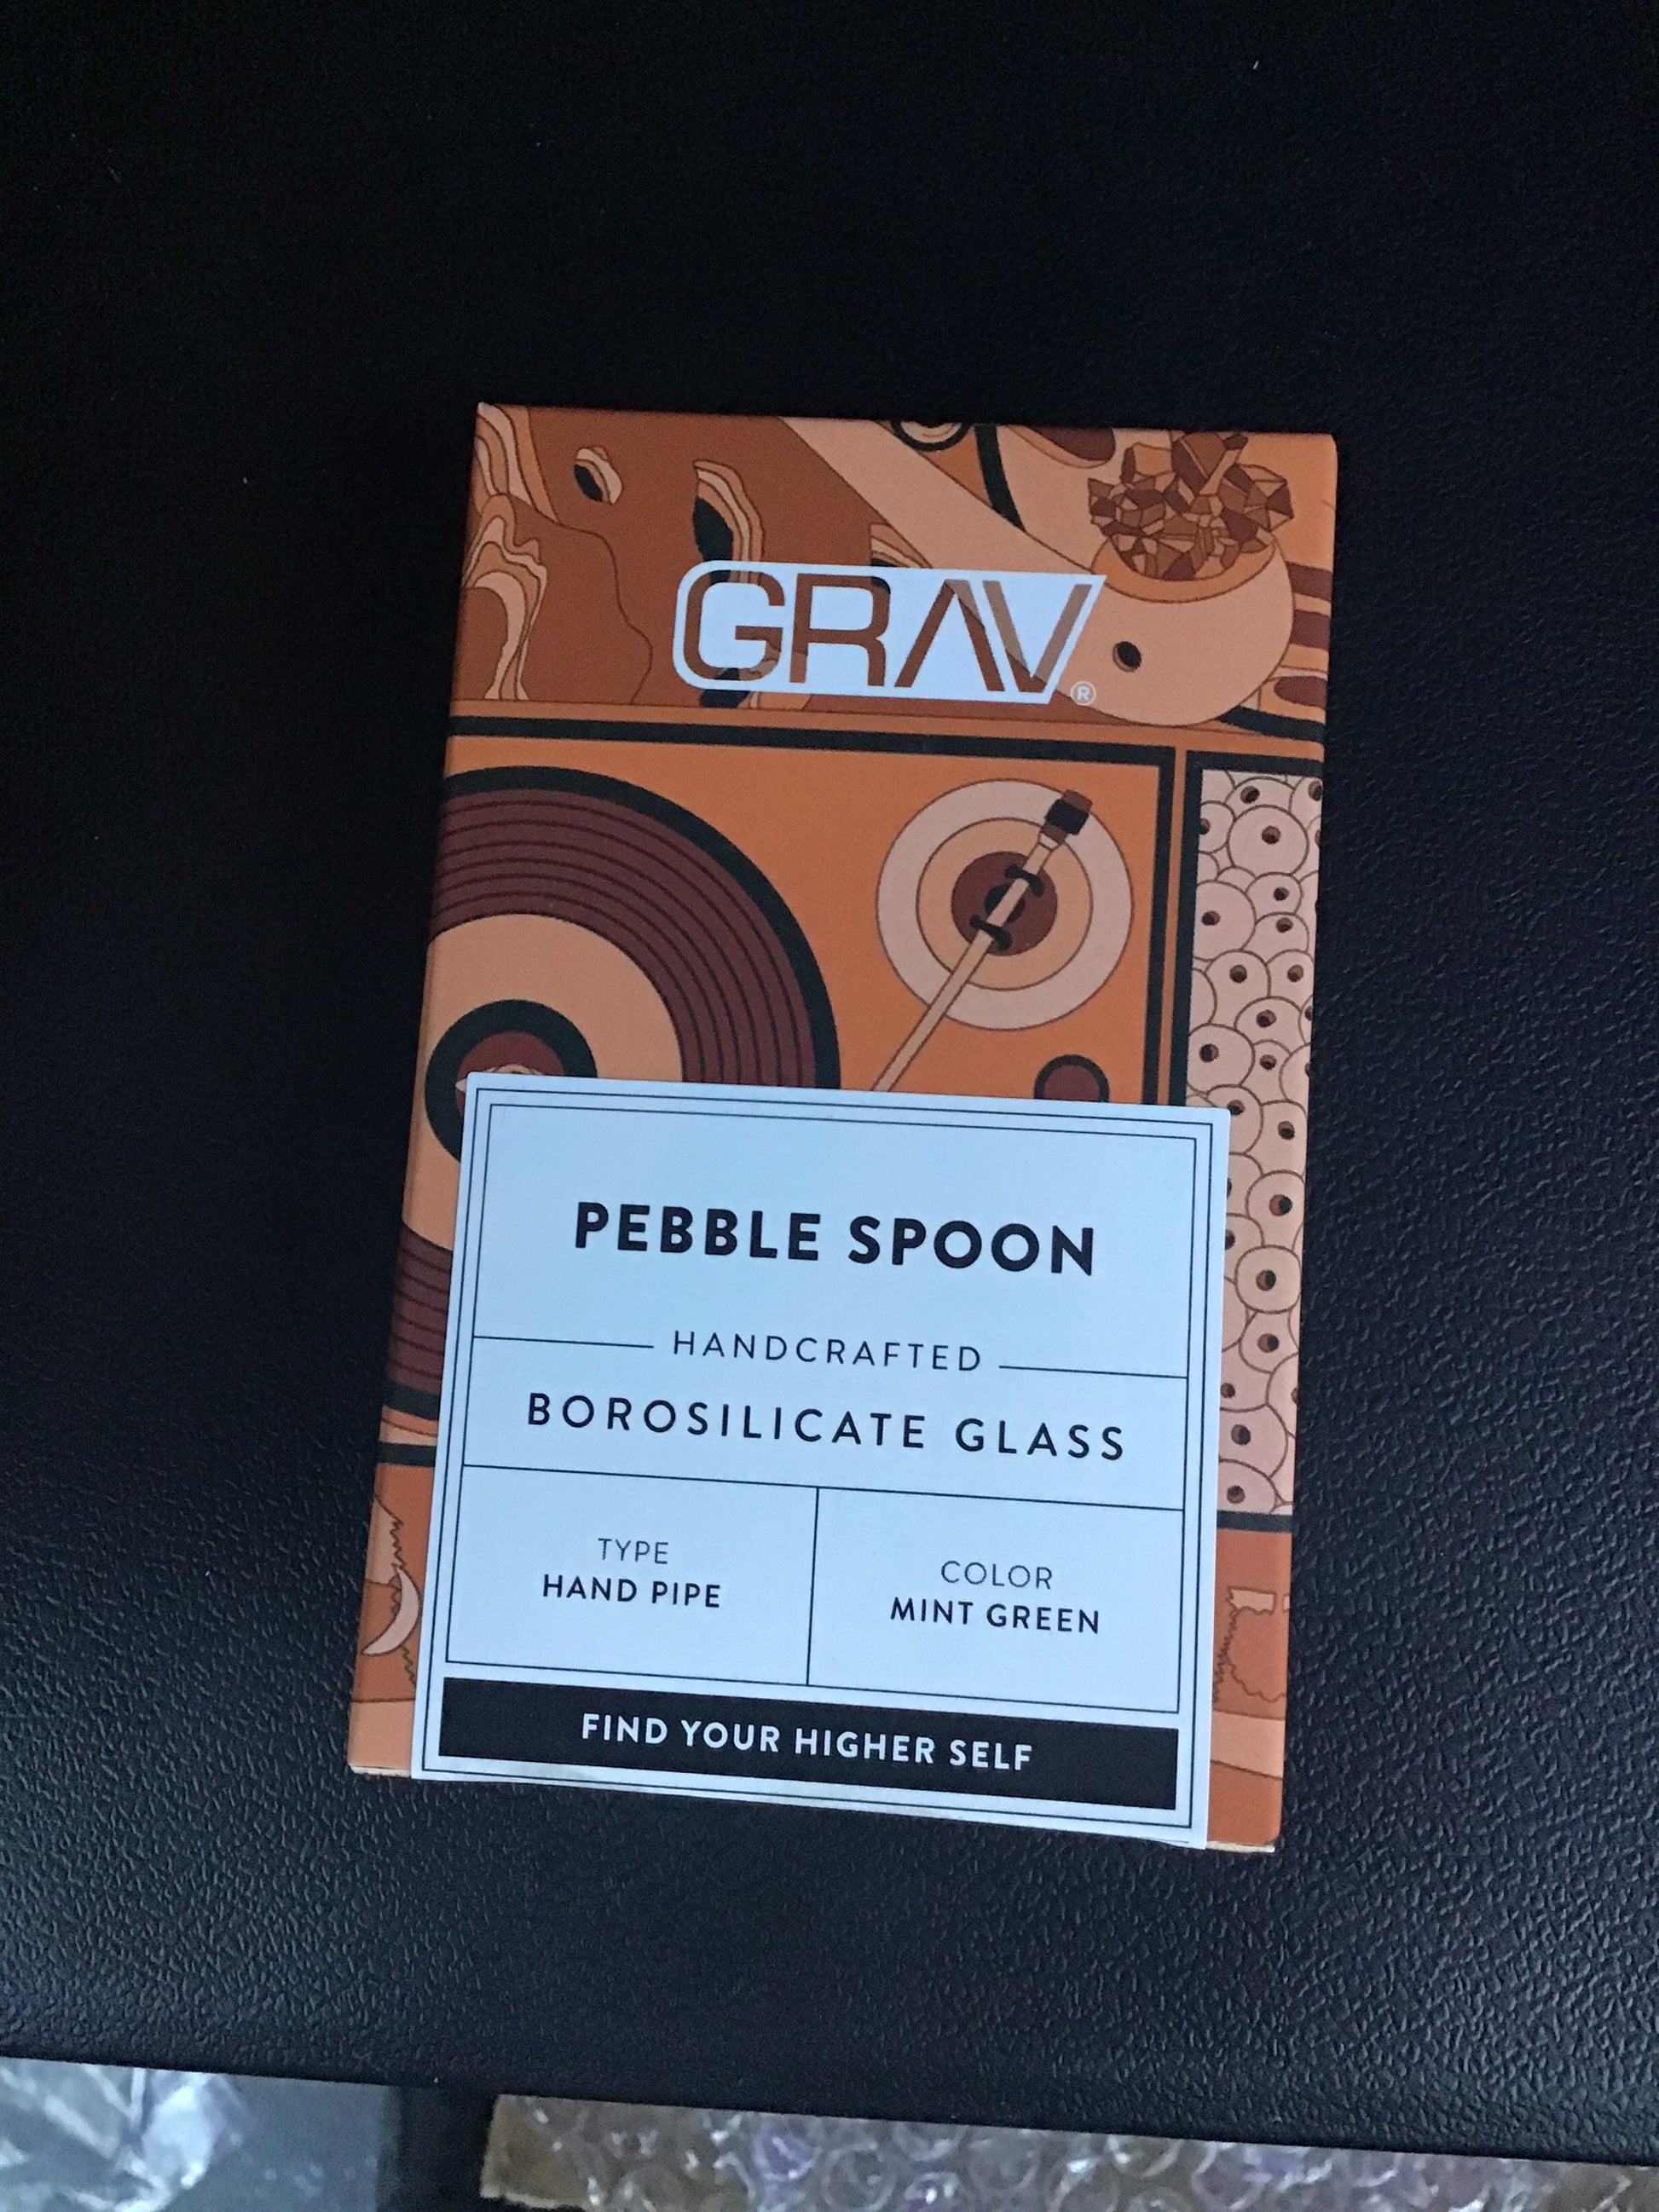 GRAV®
PEBBLE SPOON
HANDCRAFTED
BOROSILICATE GLASS
TYPE
HAND PIPE
COLOR
MINT GREEN
FIND YOUR HIGHER SELF